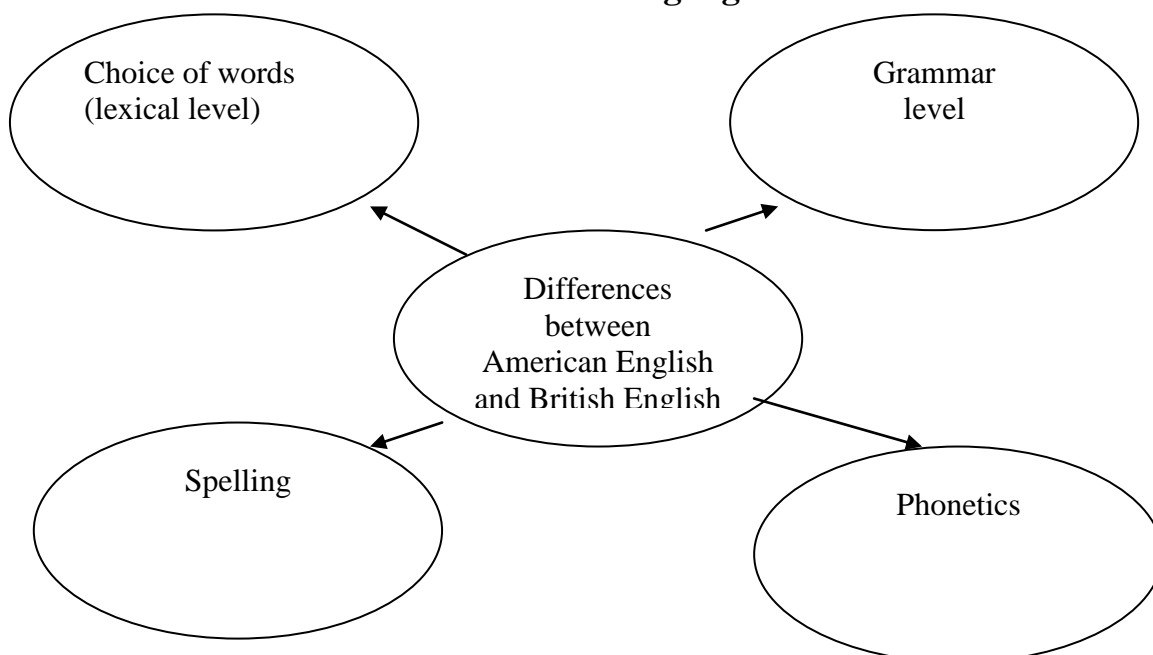 Choice of words
(lexical level)
Grammar
level
Differences
between
American English
and British English
Spelling
Phonetics